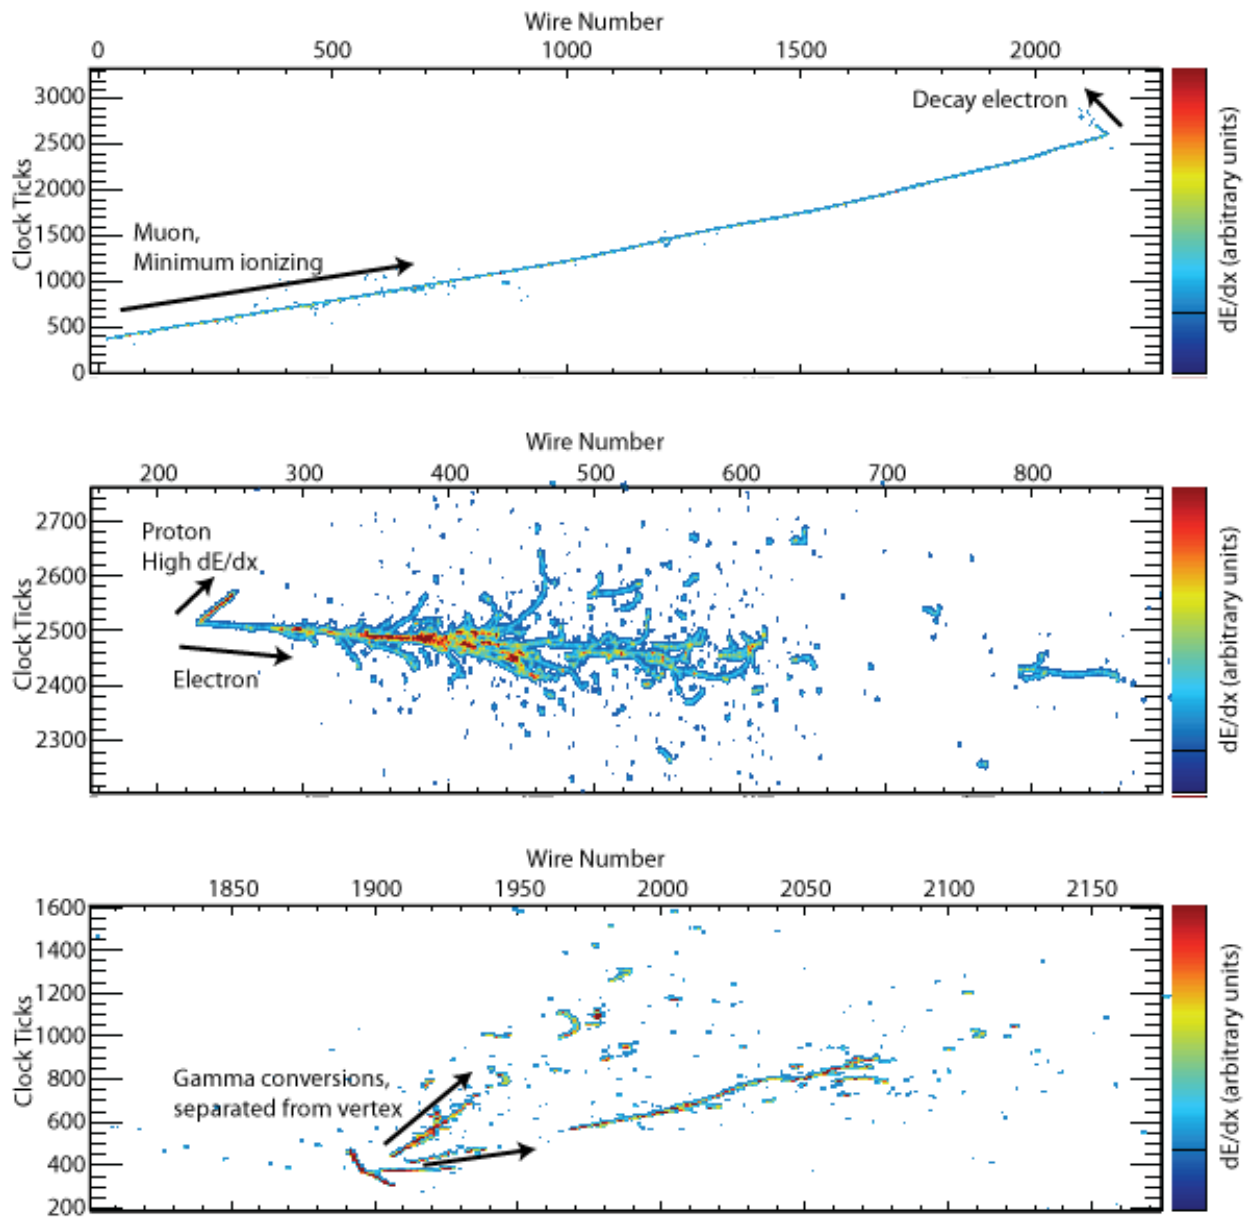 Wire Number
0 500 1000 1500 2000
3000
2500
2000
1500
1000
500
0
Clock Ticks
Decay electron
Muon,
Minimum ionizing
dE/dx (arbitrary units)
Wire Number
200 300 400 500 600 700 800
2700
2600
2500
2400
2300
Clock Ticks
Proton
High dE/dx
Electron
dE/dx (arbitrary units)
Wire Number
1850 1900 1950 2000 2050 2100 2150
1600
1400
1200
1000
800
600
400
200
Clock Ticks
Gamma conversions,
separated from vertex
dE/dx (arbitrary units)